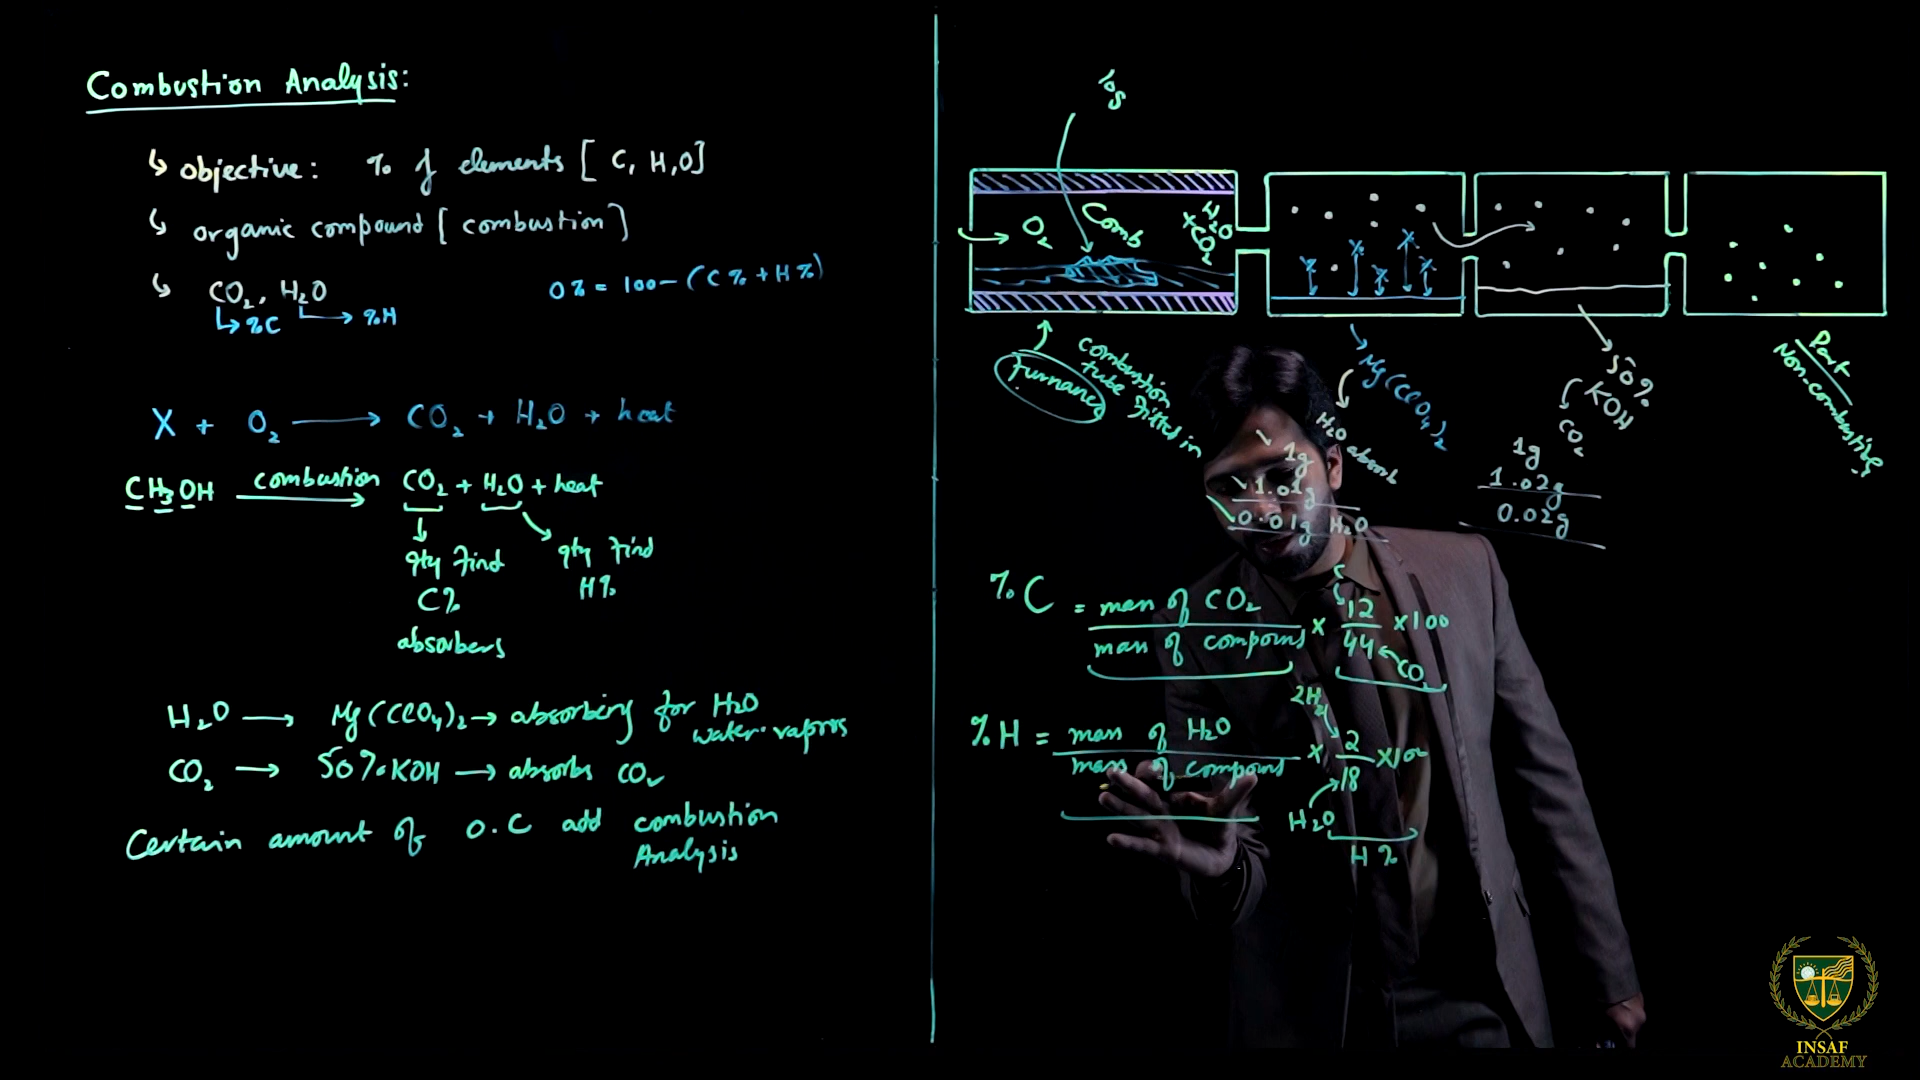 Combustion Analysis:
↳ objective: % of elements [ C, H,O]
↳ organic compound [ combustion ]
↳ CO₂, H₂O
↳ %C → %H
O% = 100 - (C% + H%)
X + O₂ → CO₂ + H₂O + heat
CH₃OH combustion → CO₂ + H₂O + heat
qty find
C%
absorbers
qty find
H%
H₂O → Mg(ClO₄)₂ → absorbing for H₂O
water vapors
CO₂ → 50% KOH → absorbs CO₂
Certain amount of O.C add combustion
Analysis
10g
O₂ Comb H₂O + CO₂
furnance
combustion
tube fitted in
Mg(ClO₄)₂
H₂O absorb
1g
1.01g
0.01g H₂O
50%
KOH
CO₂
1g
1.02g
0.02g
Part
Non-combustive
%C = mass of CO₂ / mass of compound × 12/44 × 100
C
CO₂
%H = mass of H₂O / mass of compound × 2/18 × 100
H₂O
H%
INSAF
ACADEMY